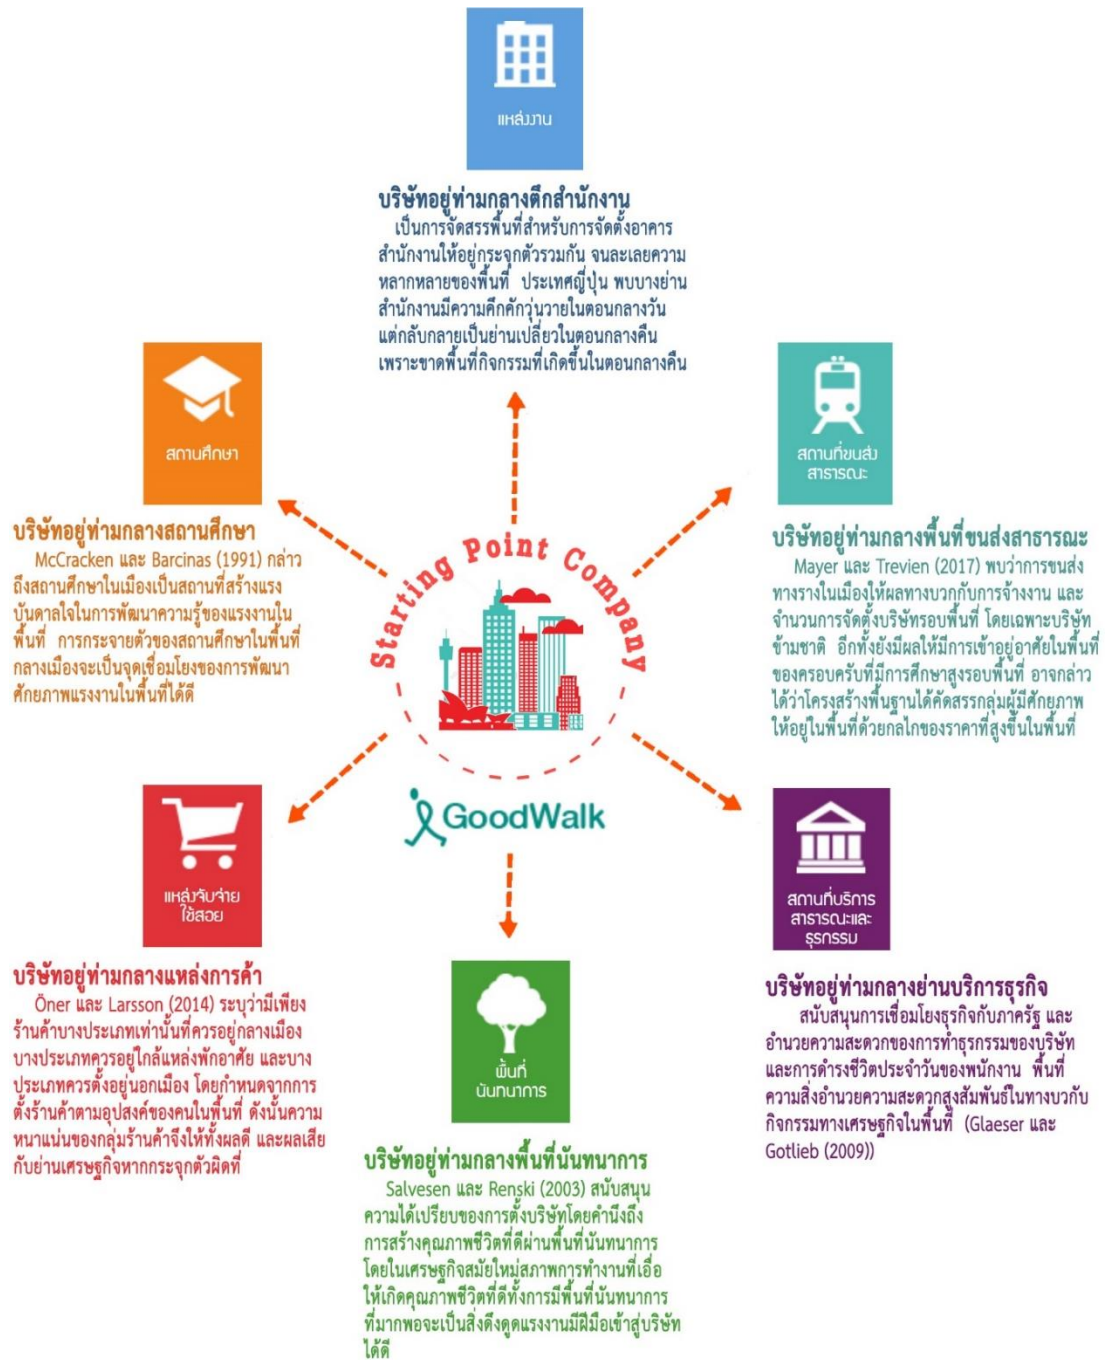 แหล่งงาน
บริษัทอยู่ท่ามกลางตึกสำนักงาน
เป็นการจัดสรรพื้นที่สำหรับการจัดตั้งอาคาร
สำนักงานให้อยู่กระจุกตัวรวมกัน จนละเลยความ
หลากหลายของพื้นที่ ประเทศญี่ปุ่น พบบางย่าน
สำนักงานมีความคึกคักวุ่นวายในตอนกลางวัน
แต่กลับกลายเป็นย่านเปลี่ยวในตอนกลางคืน
เพราะขาดพื้นที่กิจกรรมที่เกิดขึ้นในตอนกลางคืน
สถานศึกษา
บริษัทอยู่ท่ามกลางสถานศึกษา
McCracken และ Barcinas (1991) กล่าว
ถึงสถานศึกษาในเมืองเป็นสถานที่สร้างแรง
บันดาลใจในการพัฒนาความรู้ของแรงงานใน
พื้นที่ การกระจายตัวของสถานศึกษาในพื้นที่
กลางเมืองจะเป็นจุดเชื่อมโยงของการพัฒนา
ศักยภาพแรงงานในพื้นที่ได้ดี
สถานที่ขนส่ง
สาธารณะ
บริษัทอยู่ท่ามกลางพื้นที่ขนส่งสาธารณะ
Mayer และ Trevien (2017) พบว่าการขนส่ง
ทางรางในเมืองให้ผลทางบวกกับการจ้างงาน และ
จำนวนการจัดตั้งบริษัทรอบพื้นที่ โดยเฉพาะบริษัท
ข้ามชาติ อีกทั้งยังมีผลให้มีการเข้าอยู่อาศัยในพื้นที่
ของครอบครับที่มีการศึกษาสูงรอบพื้นที่ อาจกล่าว
ได้ว่าโครงสร้างพื้นฐานได้คัดสรรกลุ่มผู้มีศักยภาพ
ให้อยู่ในพื้นที่ด้วยกลไกของราคาที่สูงขึ้นในพื้นที่
Starting Point Company
GoodWalk
แหล่งจับจ่าย
ใช้สอย
บริษัทอยู่ท่ามกลางแหล่งการค้า
Öner และ Larsson (2014) ระบุว่ามีเพียง
ร้านค้าบางประเภทเท่านั้นที่ควรอยู่กลางเมือง
บางประเภทควรอยู่ใกล้แหล่งพักอาศัย และบาง
ประเภทควรตั้งอยู่นอกเมือง โดยกำหนดจากการ
ตั้งร้านค้าตามอุปสงค์ของคนในพื้นที่ ดังนั้นความ
หนาแน่นของกลุ่มร้านค้าจึงให้ทั้งผลดี และผลเสีย
กับย่านเศรษฐกิจหากกระจุกตัวผิดที่
สถานที่บริการ
สาธารณะและ
ธุรกรรม
บริษัทอยู่ท่ามกลางย่านบริการธุรกิจ
สนับสนุนการเชื่อมโยงธุรกิจกับภาครัฐ และ
อำนวยความสะดวกของการทำธุรกรรมของบริษัท
และการดำรงชีวิตประจำวันของพนักงาน พื้นที่
ความสิ่งอำนวยความสะดวกสูงสัมพันธ์ในทางบวกับ
กิจกรรมทางเศรษฐกิจในพื้นที่ (Glaeser และ
Gotlieb (2009))
พื้นที่
นันทนาการ
บริษัทอยู่ท่ามกลางพื้นที่นันทนาการ
Salvesen และ Renski (2003) สนับสนุน
ความได้เปรียบของการตั้งบริษัทโดยคำนึงถึง
การสร้างคุณภาพชีวิตที่ดีผ่านพื้นที่นันทนาการ
โดยในเศรษฐกิจสมัยใหม่สภาพการทำงานที่เอื่อ
ให้เกิดคุณภาพชีวิตที่ดีทั้งการมีพื้นที่นันทนาการ
ที่มากพอจะเป็นสิ่งดึงดูดแรงงานมีฝีมือเข้าสู่บริษัท
ได้ดี